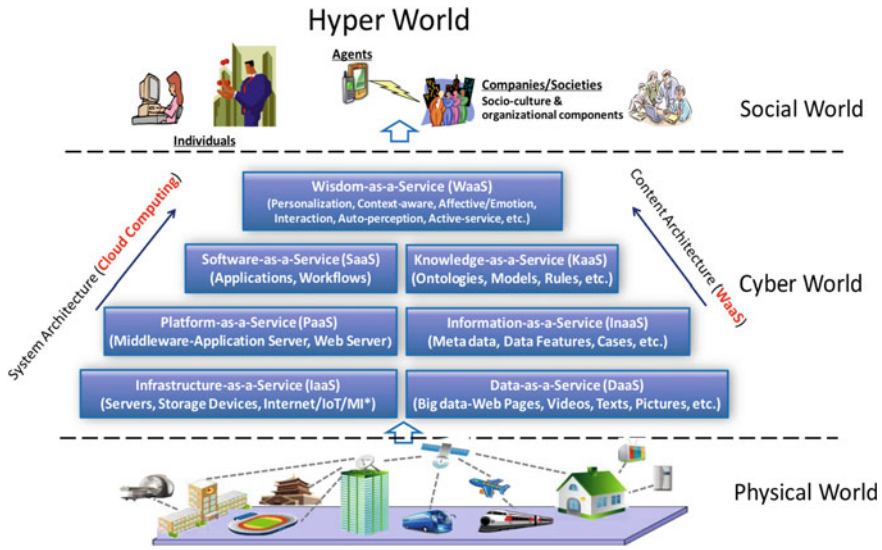 Hyper World
Agents
Companies/Societies
Socio-culture &
organizational components
Individuals
Social World
System Architecture (Cloud Computing)
Content Architecture (WaaS)
Wisdom-as-a-Service (WaaS)
(Personalization, Context-aware, Affective/Emotion,
Interaction, Auto-perception, Active-service, etc.)
Software-as-a-Service (SaaS)
(Applications, Workflows)
Knowledge-as-a-Service (KaaS)
(Ontologies, Models, Rules, etc.)
Cyber World
Platform-as-a-Service (PaaS)
(Middleware-Application Server, Web Server)
Information-as-a-Service (InaaS)
(Meta data, Data Features, Cases, etc.)
Infrastructure-as-a-Service (IaaS)
(Servers, Storage Devices, Internet/IoT/MI*)
Data-as-a-Service (DaaS)
(Big data-Web Pages, Videos, Texts, Pictures, etc.)
Physical World